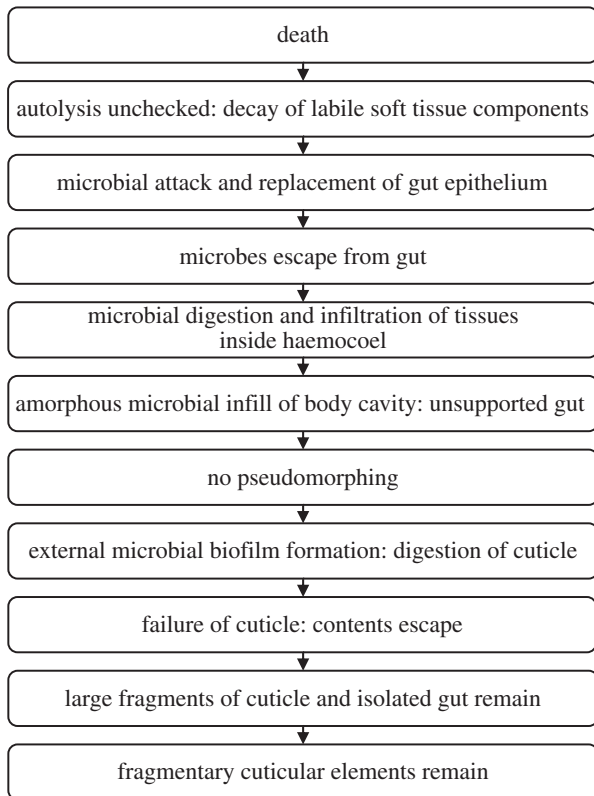 death
autolysis unchecked: decay of labile soft tissue components
microbial attack and replacement of gut epithelium
microbes escape from gut
microbial digestion and infiltration of tissues
inside haemocoel
amorphous microbial infill of body cavity: unsupported gut
no pseudomorphing
external microbial biofilm formation: digestion of cuticle
failure of cuticle: contents escape
large fragments of cuticle and isolated gut remain
fragmentary cuticular elements remain